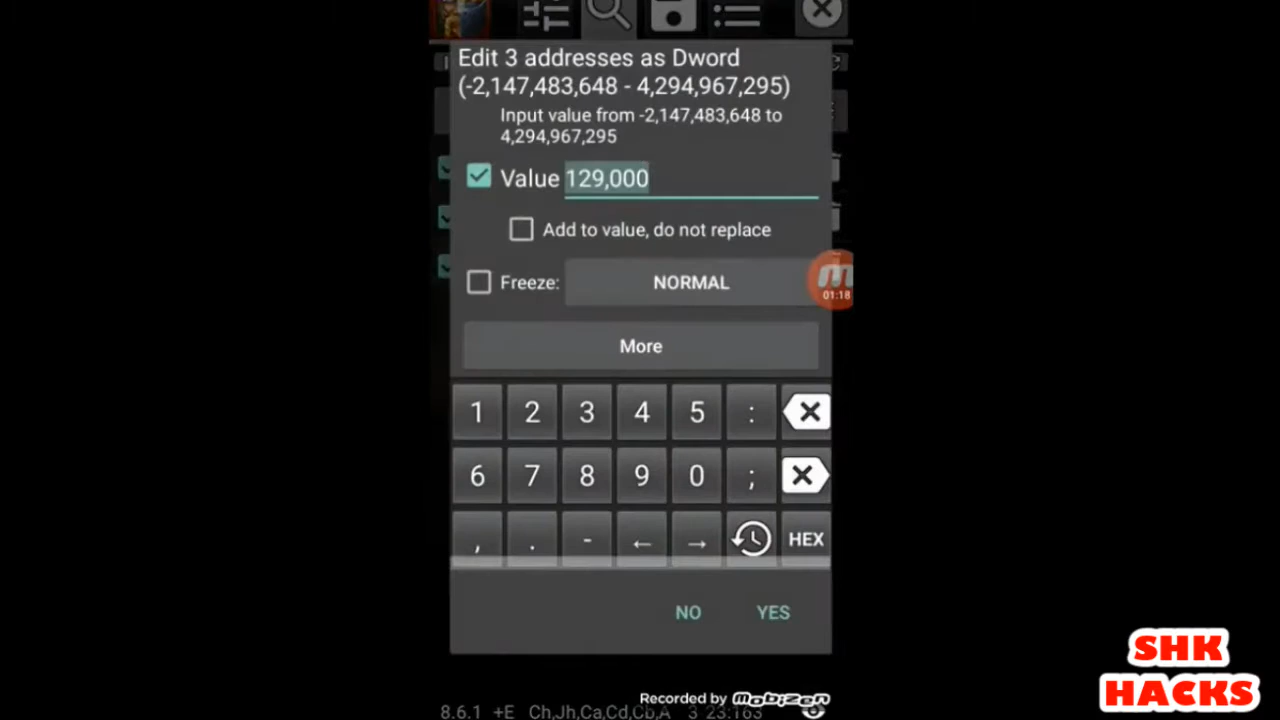 Edit 3 addresses as Dword
(-2,147,483,648 - 4,294,967,295)
Input value from -2,147,483,648 to
4,294,967,295
Value 129,000
Add to value, do not replace
Freeze: NORMAL
01:18
More
1 2 3 4 5 :
6 7 8 9 0 ;
, . - ← → HEX
NO YES
SHK
HACKS
Recorded by mobizen
8.6.1 +E Ch,Jh,Ca,Cd,Cb,A 3 23:163